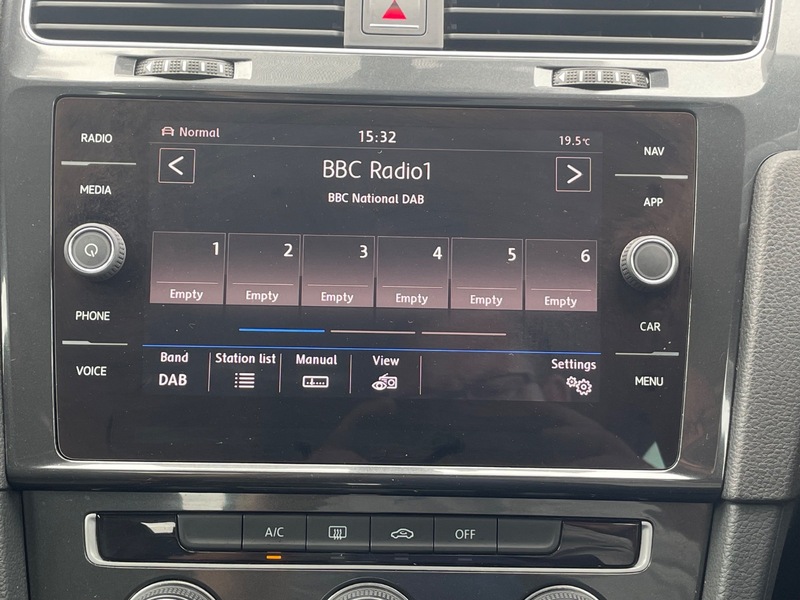 RADIO
MEDIA
PHONE
VOICE
Normal 15:32 19.5°C
BBC Radio1
BBC National DAB
1 2 3 4 5 6
Empty Empty Empty Empty Empty Empty
Band Station list Manual View Settings
DAB
NAV
APP
CAR
MENU
A/C OFF